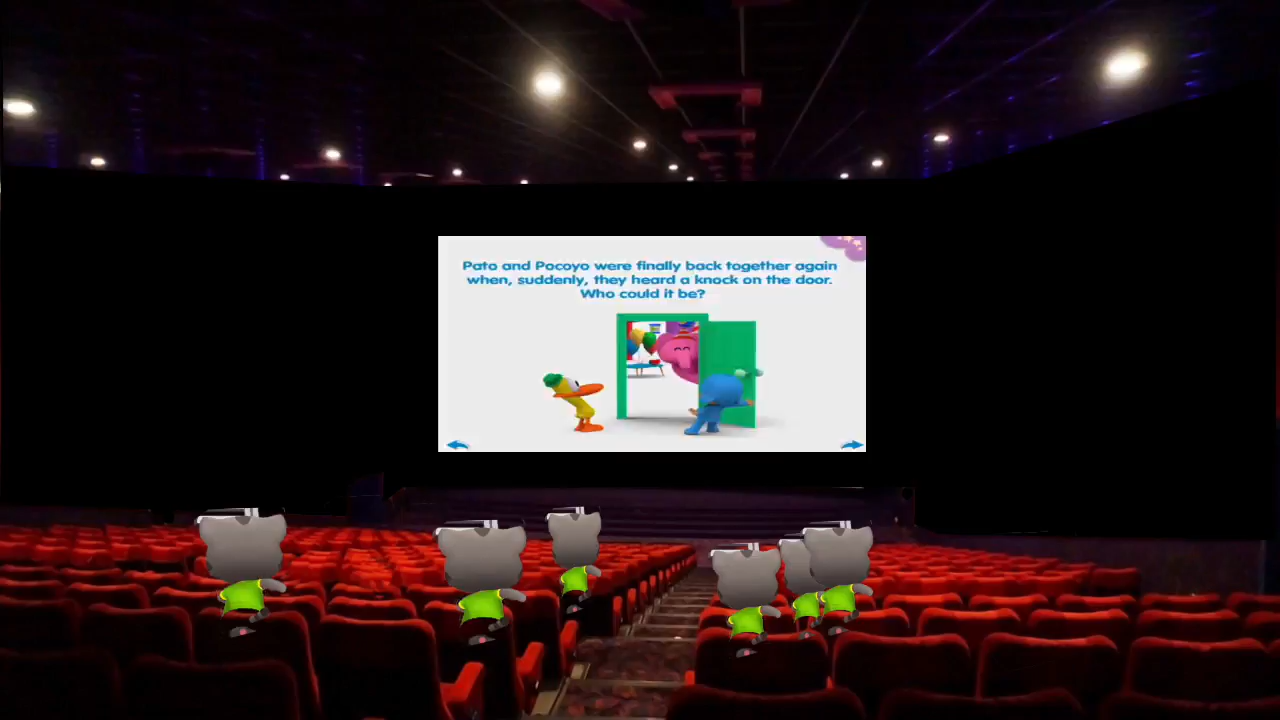 Pato and Pocoyo were finally back together again
when, suddenly, they heard a knock on the door.
Who could it be?